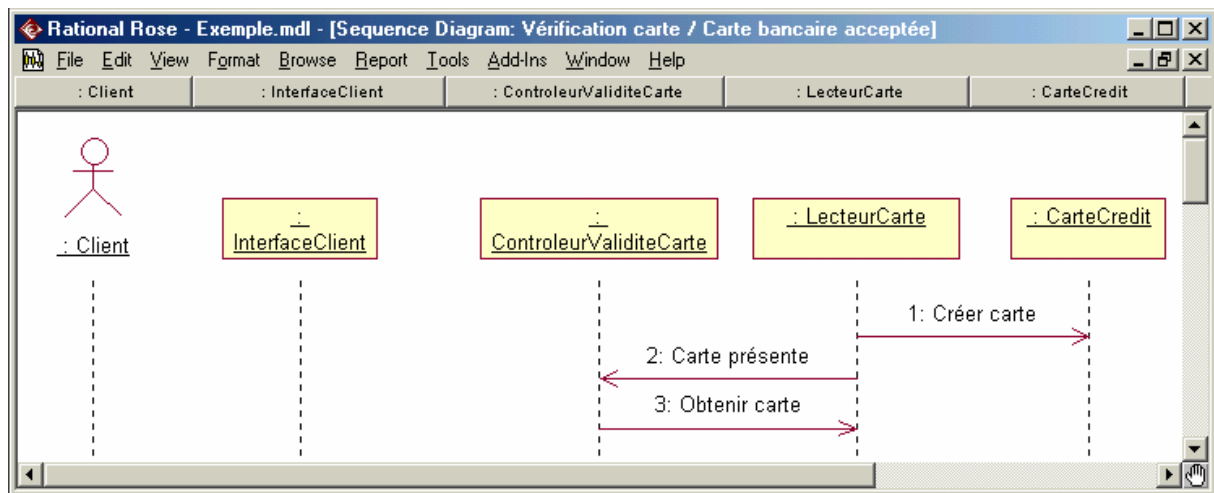 Rational Rose - Exemple.mdl - [Sequence Diagram: Vérification carte / Carte bancaire acceptée]
File Edit View Format Browse Report Tools Add-Ins Window Help
: Client : InterfaceClient : ControleurValiditeCarte : LecteurCarte : CarteCredit
: Client
:
InterfaceClient
:
ControleurValiditeCarte
: LecteurCarte
: CarteCredit
1: Créer carte
2: Carte présente
3: Obtenir carte